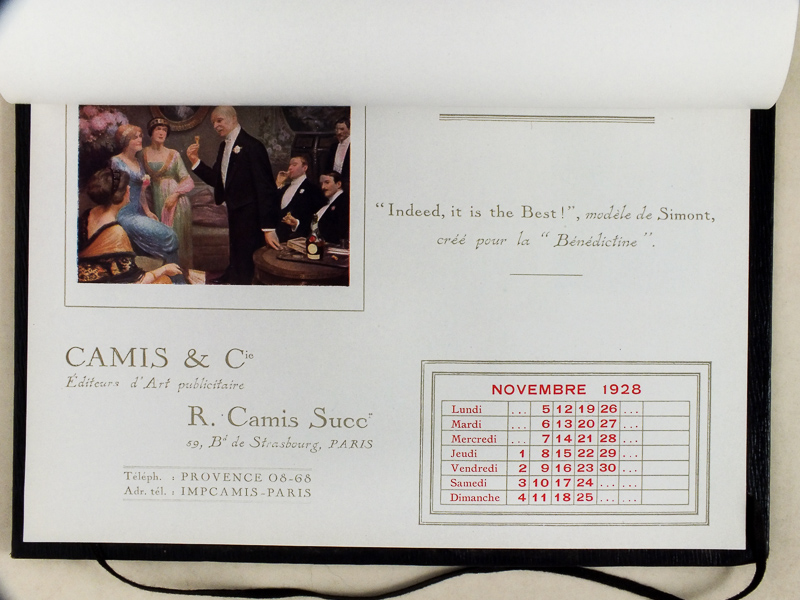 “Indeed, it is the Best!”, modèle de Simont,
créé pour la “Bénédictine”.
CAMIS & Cie
Éditeurs d'Art publicitaire
R. Camis Succr
59, Bd de Strasbourg, PARIS
Téléph. : PROVENCE 08-68
Adr. tél. : IMPCAMIS-PARIS
NOVEMBRE 1928
Lundi ... 5 12 19 26 ...
Mardi ... 6 13 20 27 ...
Mercredi ... 7 14 21 28 ...
Jeudi 1 8 15 22 29 ...
Vendredi 2 9 16 23 30 ...
Samedi 3 10 17 24 ... ...
Dimanche 4 11 18 25 ... ...